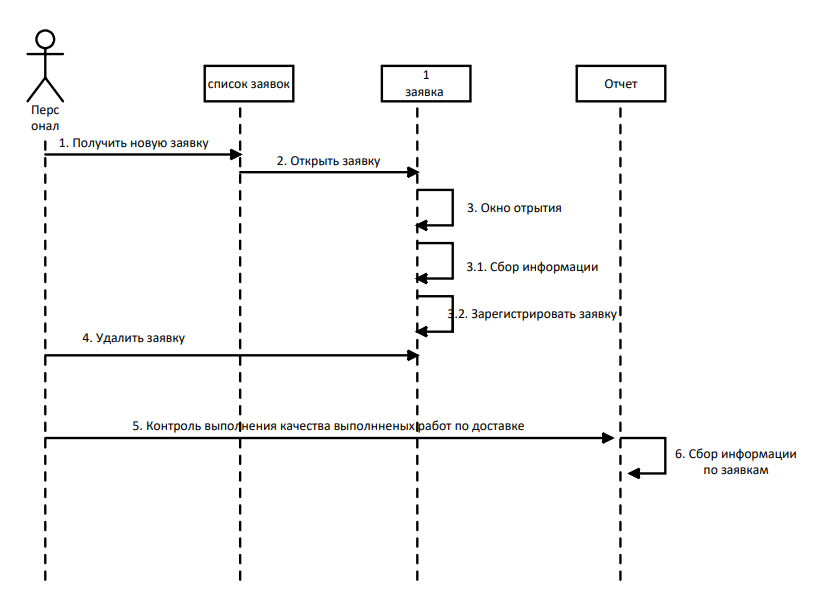 Перс
онал
список заявок
1
заявка
Отчет
1. Получить новую заявку
2. Открыть заявку
3. Окно отрытия
3.1. Сбор информации
3.2. Зарегистрировать заявку
4. Удалить заявку
5. Контроль выполнения качества выполнненых работ по доставке
6. Сбор информации
по заявкам